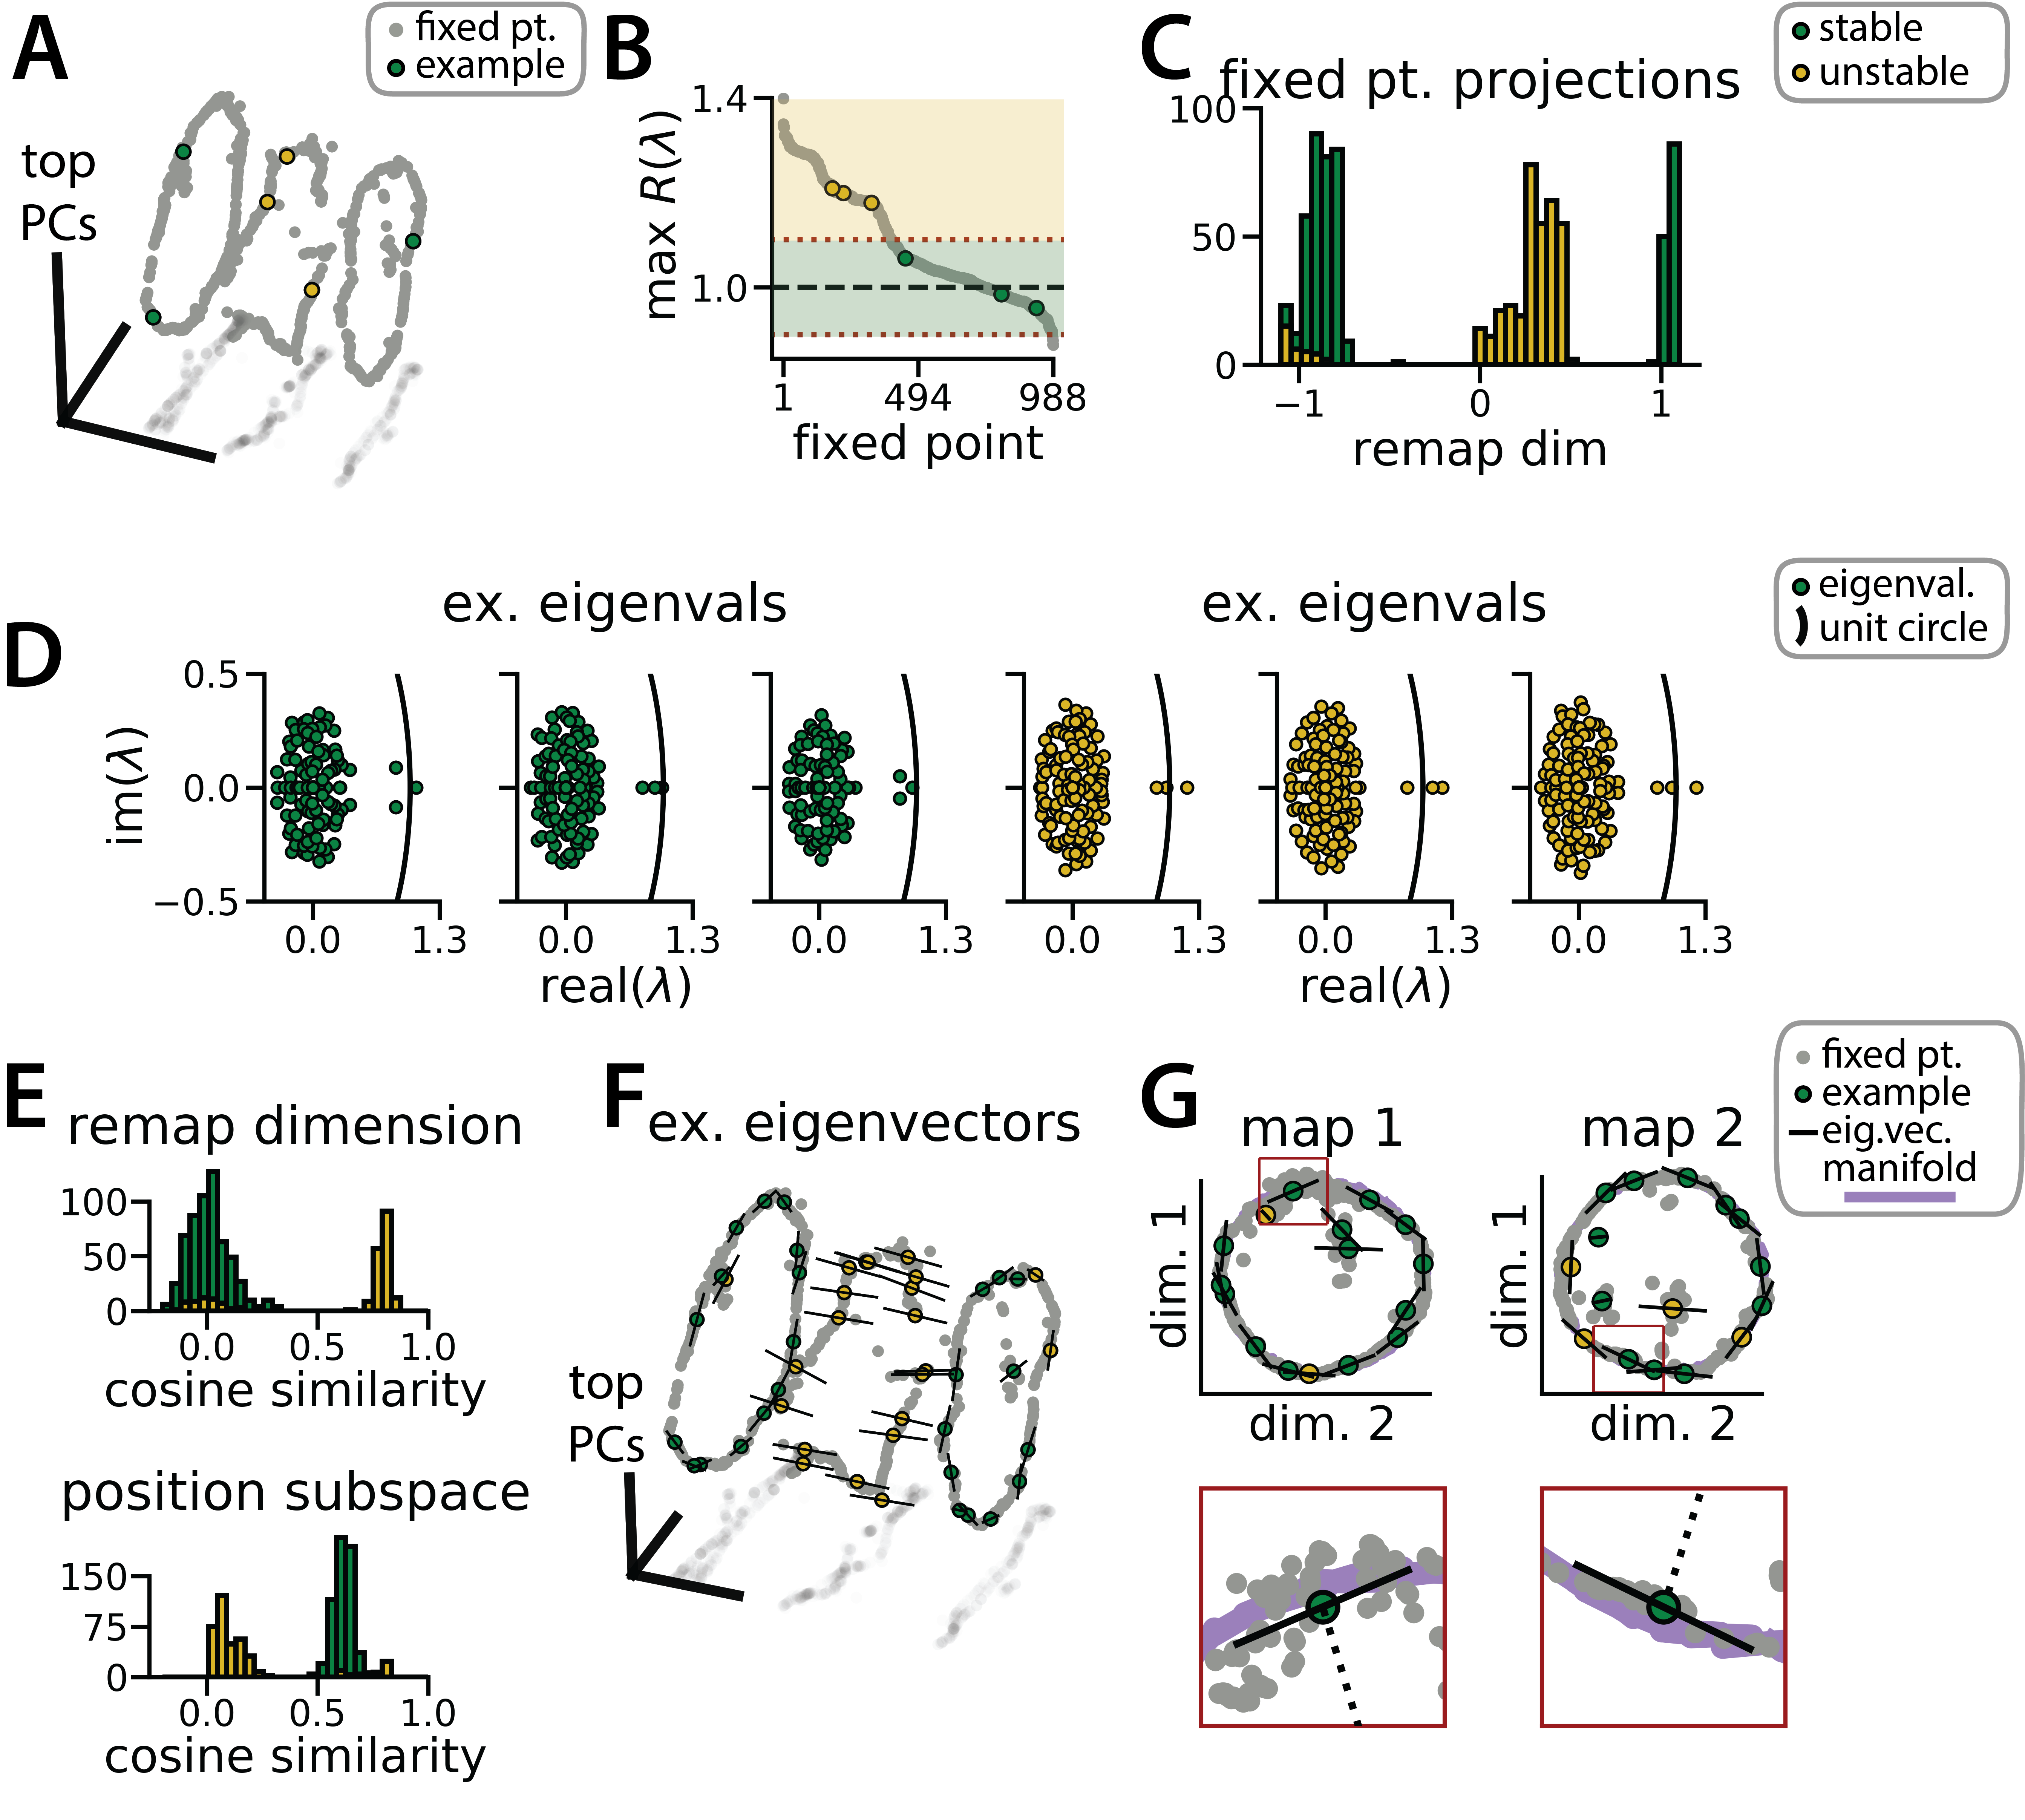 A
fixed pt.
example
top
PCs
B
max R(λ)
1.4
1.0
1
494
988
fixed point
C
fixed pt. projections
stable
unstable
100
50
0
−1
0
1
remap dim
D
ex. eigenvals
ex. eigenvals
eigenval.
unit circle
im(λ)
0.5
0.0
−0.5
0.0
1.3
0.0
1.3
0.0
1.3
0.0
1.3
0.0
1.3
0.0
1.3
real(λ)
real(λ)
E
remap dimension
100
50
0
0.0
0.5
1.0
cosine similarity
position subspace
150
75
0
0.0
0.5
1.0
cosine similarity
F
ex. eigenvectors
top
PCs
G
map 1
map 2
fixed pt.
example
eig.vec.
manifold
dim. 1
dim. 2
dim. 1
dim. 2